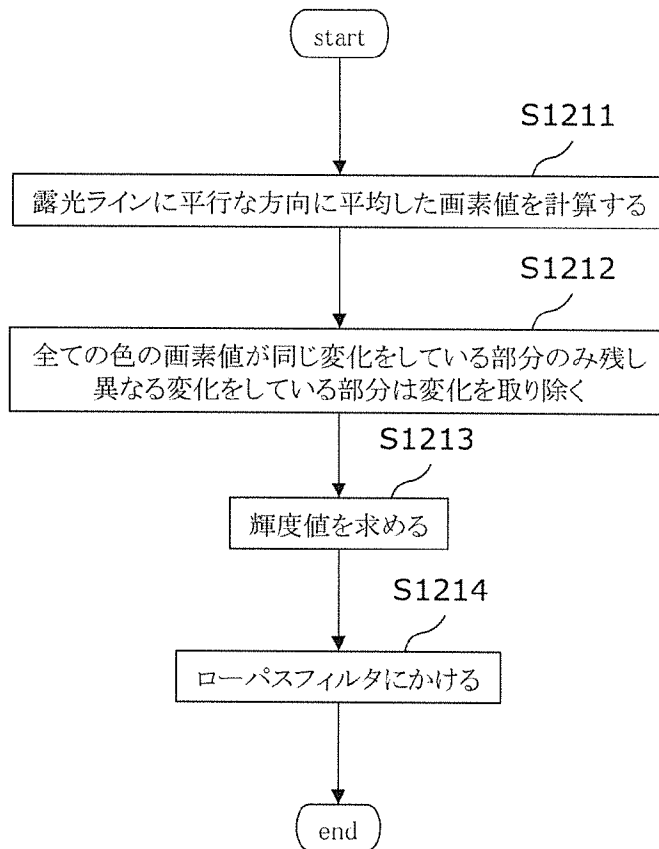 start
S1211
露光ラインに平行な方向に平均した画素値を計算する
S1212
全ての色の画素値が同じ変化をしている部分のみ残し
異なる変化をしている部分は変化を取り除く
S1213
輝度値を求める
S1214
ローパスフィルタにかける
end